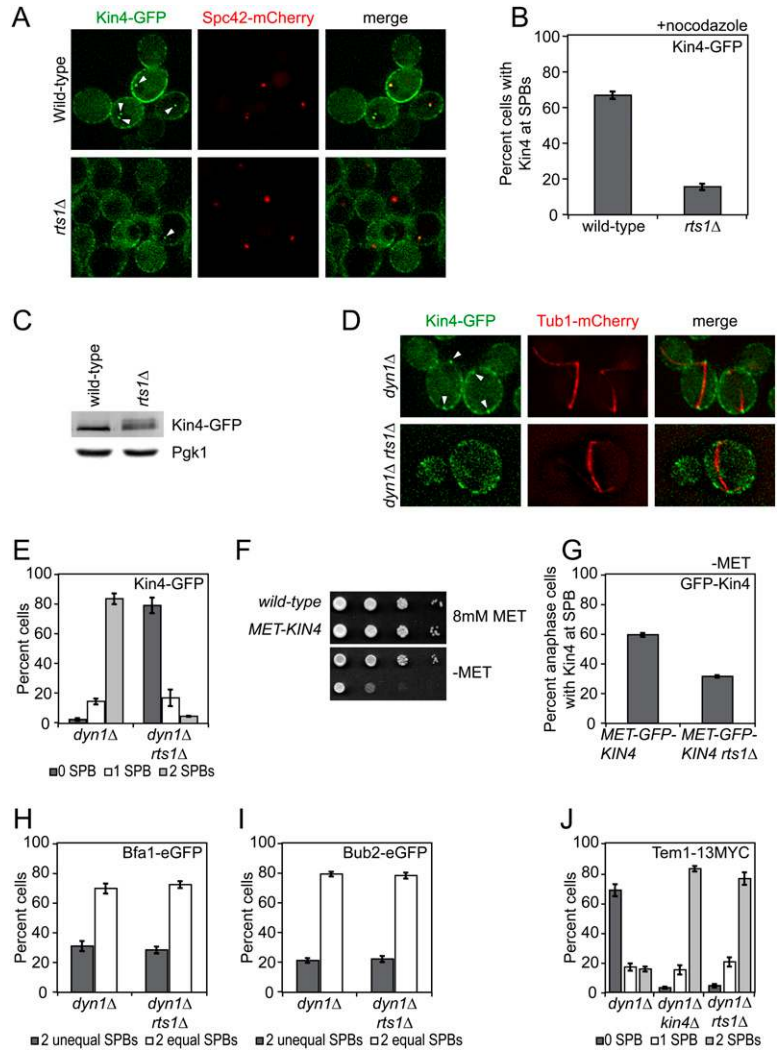 A
Kin4-GFP Spc42-mCherry merge
Wild-type
rts1Δ
B
+nocodazole
Kin4-GFP
Percent cells with
Kin4 at SPBs
80
60
40
20
0
wild-type rts1Δ
C
wild-type rts1Δ
Kin4-GFP
Pgk1
D
Kin4-GFP Tub1-mCherry merge
dyn1Δ
dyn1Δ rts1Δ
E
Kin4-GFP
Percent cells
100
80
60
40
20
0
dyn1Δ dyn1Δ
rts1Δ
0 SPB 1 SPB 2 SPBs
F
wild-type
MET-KIN4
8mM MET
-MET
G
-MET
GFP-Kin4
Percent anaphase cells
with Kin4 at SPB
100
80
60
40
20
0
MET-GFP- MET-GFP-
KIN4 KIN4 rts1Δ
H
Bfa1-eGFP
Percent cells
100
80
60
40
20
0
dyn1Δ dyn1Δ
rts1Δ
2 unequal SPBs 2 equal SPBs
I
Bub2-eGFP
Percent cells
100
80
60
40
20
0
dyn1Δ dyn1Δ
rts1Δ
2 unequal SPBs 2 equal SPBs
J
Tem1-13MYC
Percent cells
100
80
60
40
20
0
dyn1Δ dyn1Δ dyn1Δ
kin4Δ rts1Δ
0 SPB 1 SPB 2 SPBs